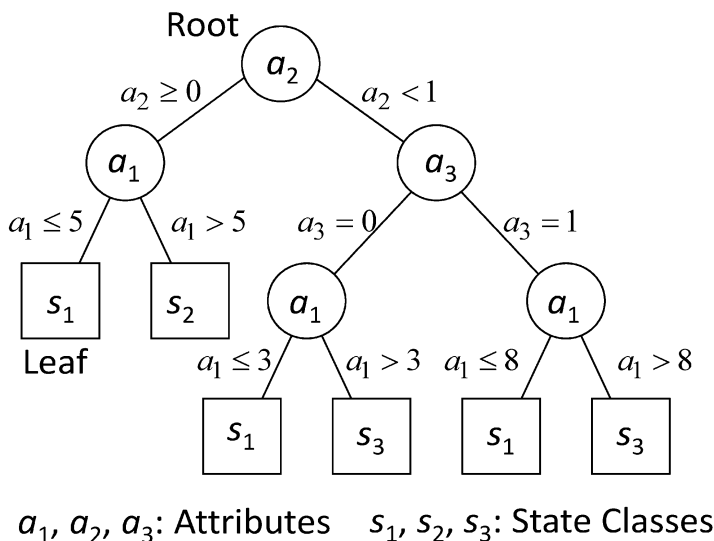 Root
a₂
a₂ ≥ 0
a₂ < 1
a₁
a₃
a₁ ≤ 5
a₁ > 5
a₃ = 0
a₃ = 1
s₁
s₂
a₁
a₁
Leaf
a₁ ≤ 3
a₁ > 3
a₁ ≤ 8
a₁ > 8
s₁
s₃
s₁
s₃
a₁, a₂, a₃: Attributes s₁, s₂, s₃: State Classes